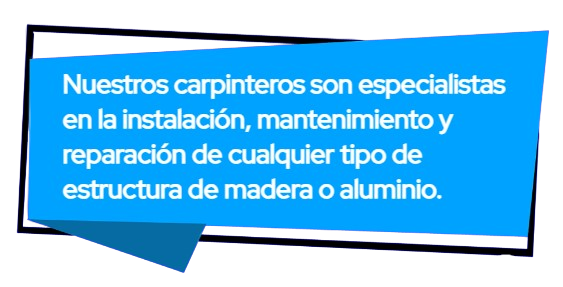 Nuestros carpinteros son especialistas
en la instalación, mantenimiento y
reparación de cualquier tipo de
estructura de madera o aluminio.